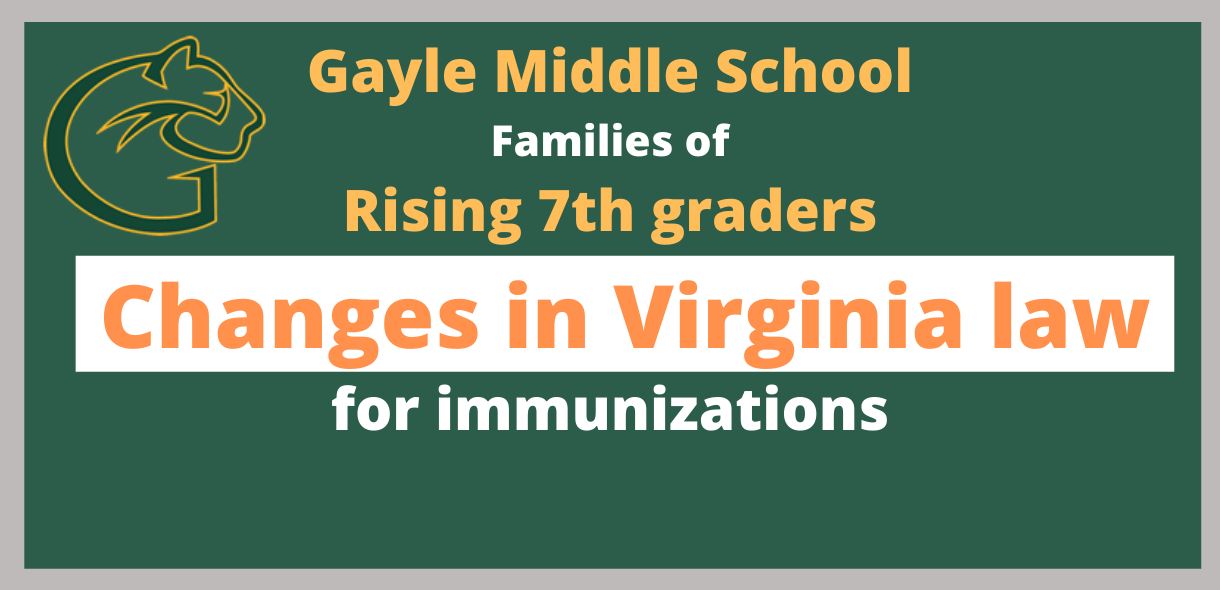 Gayle Middle School
Families of
Rising 7th graders
Changes in Virginia law
for immunizations